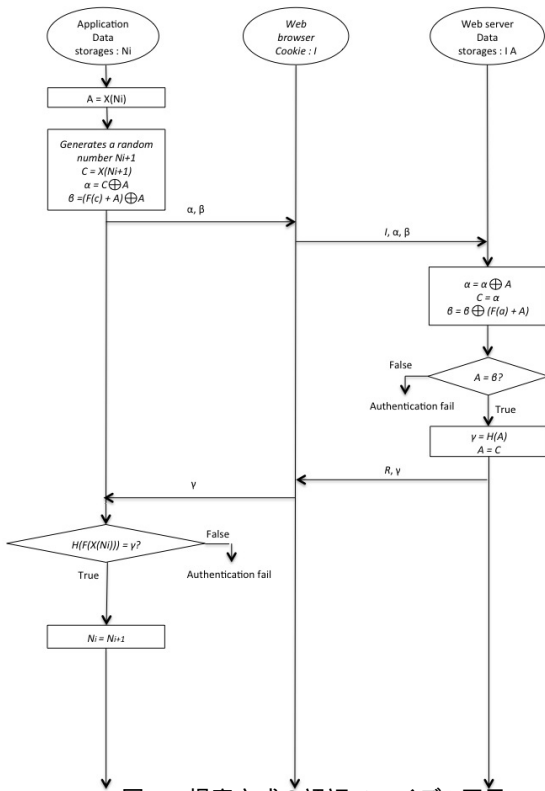 Application
Data
storages : Ni
Web
browser
Cookie : I
Web server
Data
storages : I A
A = X(Ni)
Generates a random
number Ni+1
C = X(Ni+1)
α = C⊕A
β =(F(c) + A)⊕A
α, β
I, α, β
α = α ⊕ A
C = α
β = β ⊕ (F(α) + A)
False
A = β?
Authentication fail
True
γ = H(A)
A = C
R, γ
γ
H(F(X(Ni))) = γ?
False
True
Authentication fail
Ni = Ni+1